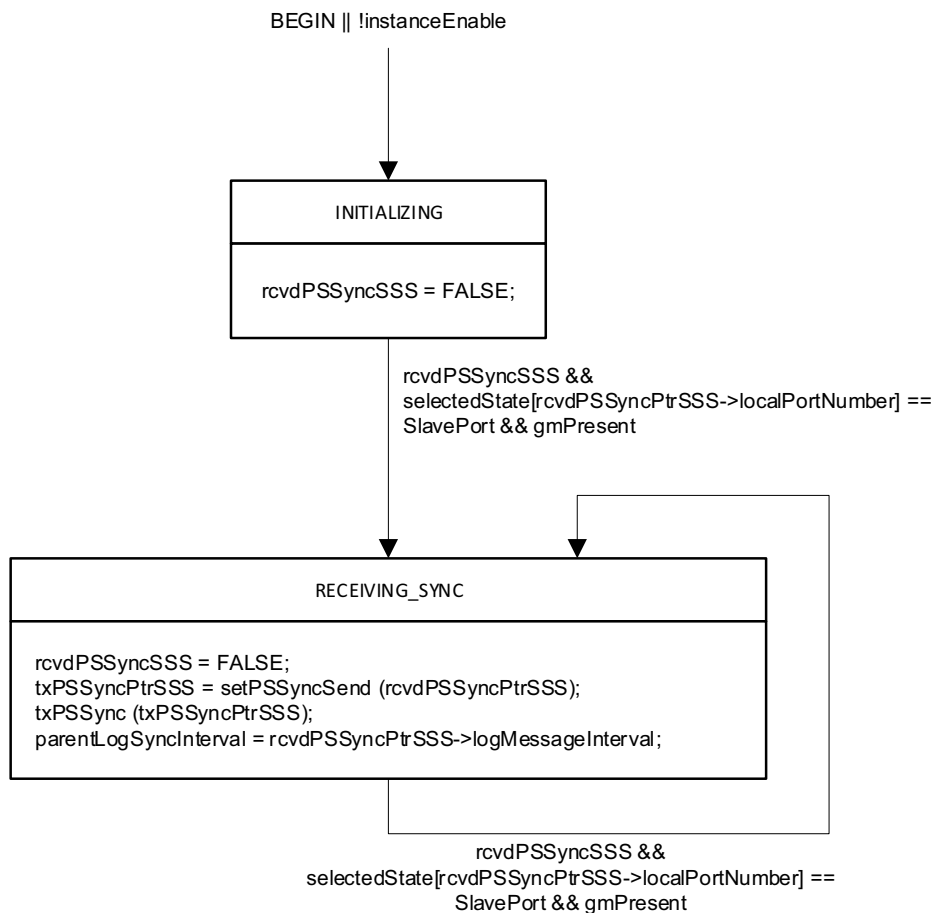 BEGIN || !instanceEnable
INITIALIZING
rcvdPSSyncSSS = FALSE;
rcvdPSSyncSSS &&
selectedState[rcvdPSSyncPtrSSS->localPortNumber] ==
SlavePort && gmPresent
RECEIVING_SYNC
rcvdPSSyncSSS = FALSE;
txPSSyncPtrSSS = setPSSyncSend (rcvdPSSyncPtrSSS);
txPSSync (txPSSyncPtrSSS);
parentLogSyncInterval = rcvdPSSyncPtrSSS->logMessageInterval;
rcvdPSSyncSSS &&
selectedState[rcvdPSSyncPtrSSS->localPortNumber] ==
SlavePort && gmPresent